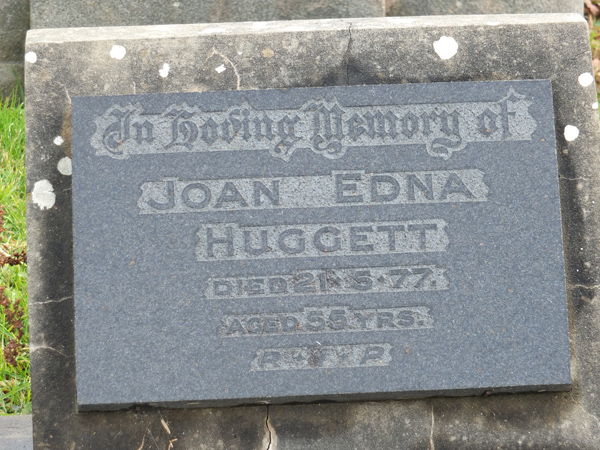 In Loving Memory of
JOAN EDNA
HUGGETT
DIED 21·5·77.
AGED 55 YRS.
R·I·P